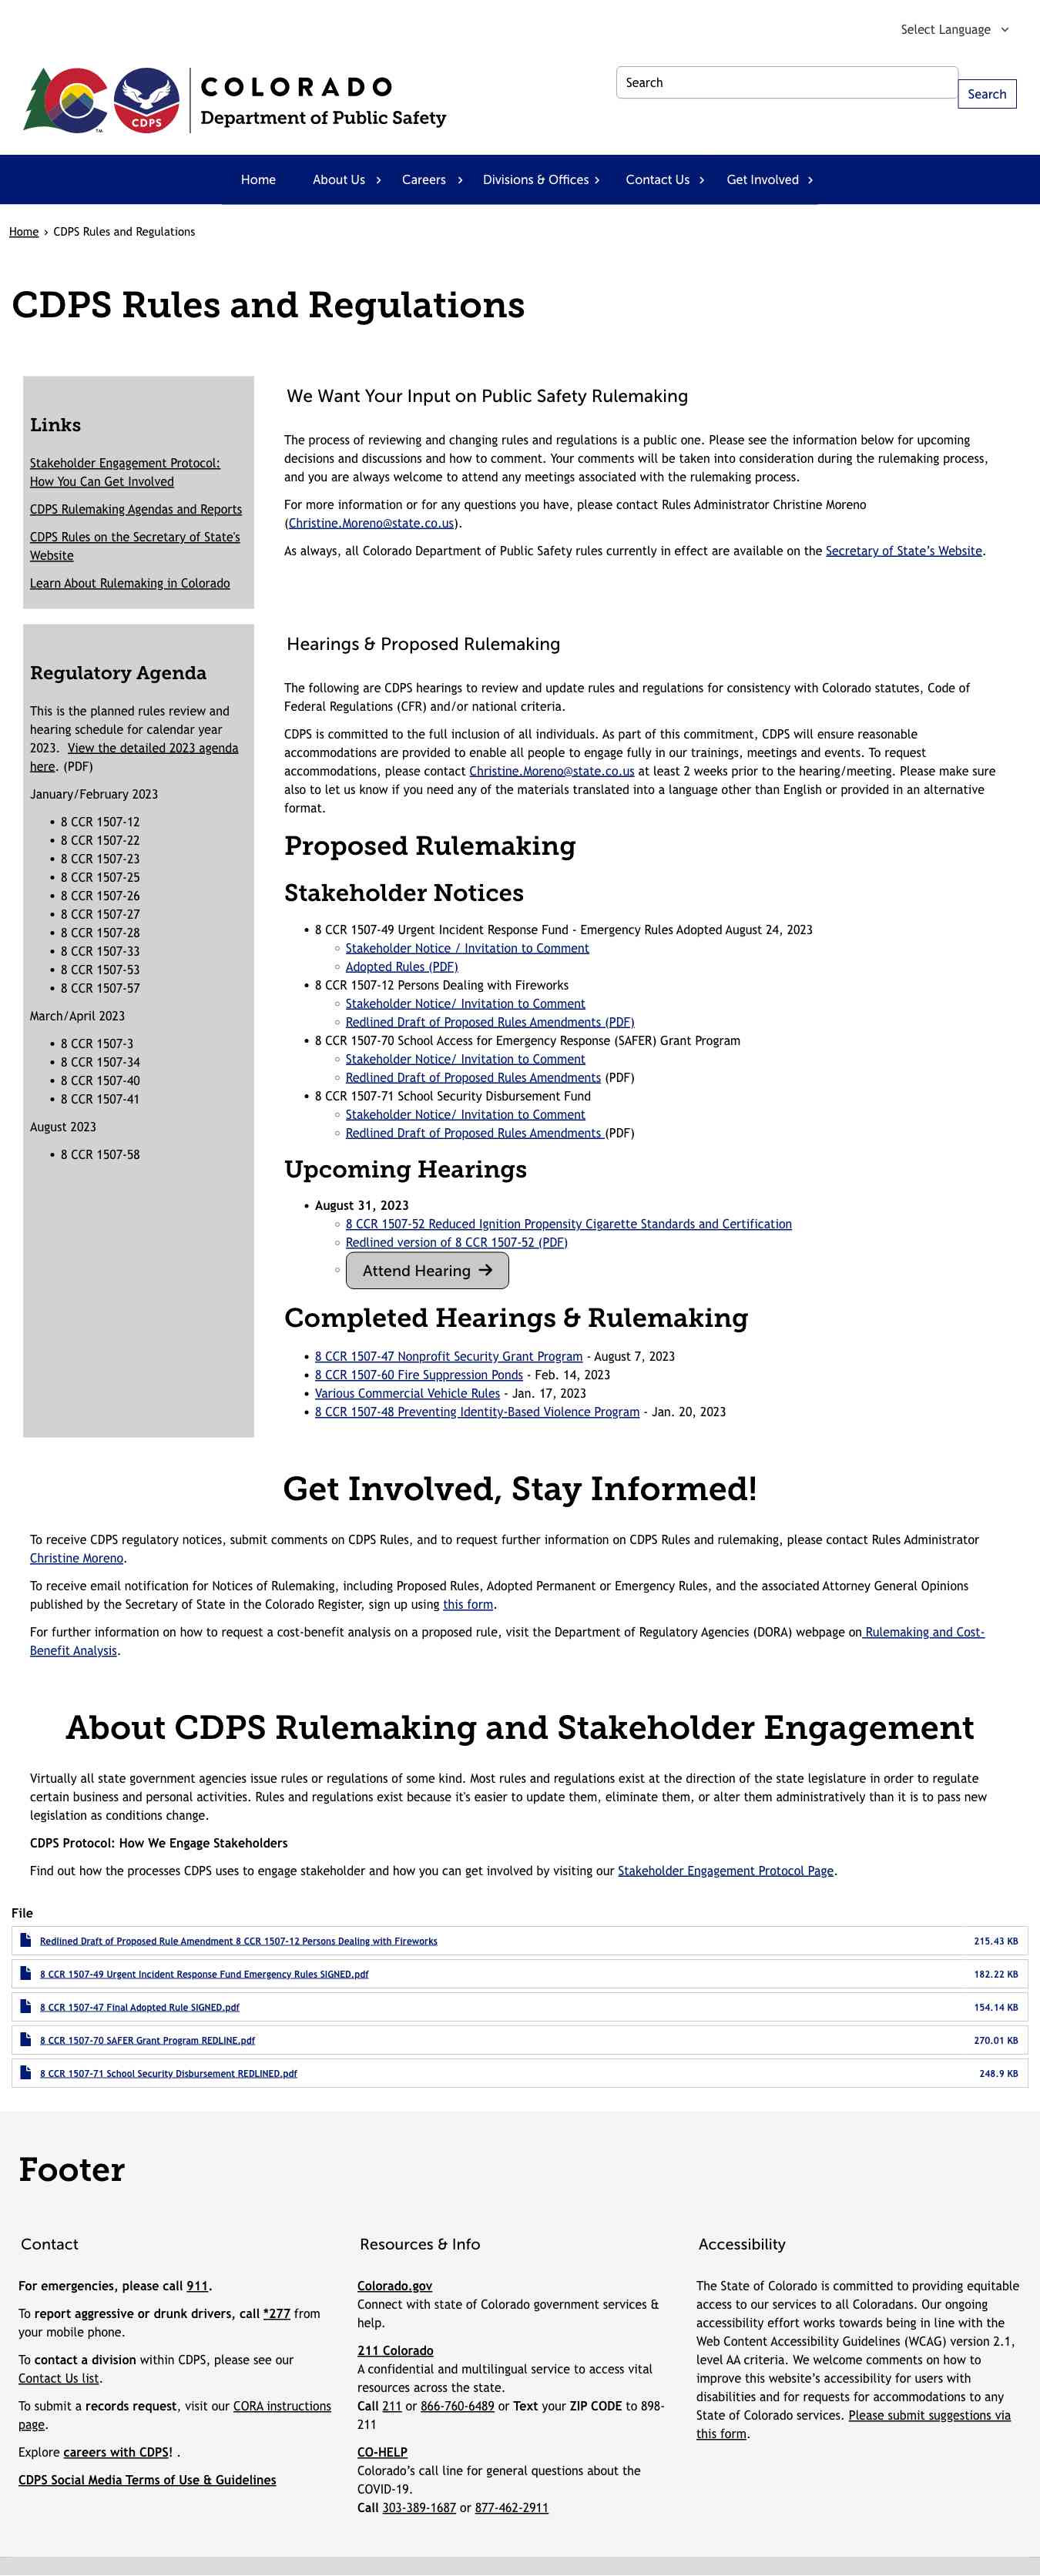 Select Language
COLORADO
Department of Public Safety
CDPS
TM
Search
Search
Home
About Us
Careers
Divisions & Offices
Contact Us
Get Involved
Home › CDPS Rules and Regulations
CDPS Rules and Regulations
Links
Stakeholder Engagement Protocol:
How You Can Get Involved
CDPS Rulemaking Agendas and Reports
CDPS Rules on the Secretary of State's
Website
Learn About Rulemaking in Colorado
We Want Your Input on Public Safety Rulemaking
The process of reviewing and changing rules and regulations is a public one. Please see the information below for upcoming
decisions and discussions and how to comment. Your comments will be taken into consideration during the rulemaking process,
and you are always welcome to attend any meetings associated with the rulemaking process.
For more information or for any questions you have, please contact Rules Administrator Christine Moreno
(Christine.Moreno@state.co.us).
As always, all Colorado Department of Public Safety rules currently in effect are available on the Secretary of State’s Website.
Regulatory Agenda
This is the planned rules review and
hearing schedule for calendar year
2023.  View the detailed 2023 agenda
here. (PDF)
January/February 2023
• 8 CCR 1507-12
• 8 CCR 1507-22
• 8 CCR 1507-23
• 8 CCR 1507-25
• 8 CCR 1507-26
• 8 CCR 1507-27
• 8 CCR 1507-28
• 8 CCR 1507-33
• 8 CCR 1507-53
• 8 CCR 1507-57
March/April 2023
• 8 CCR 1507-3
• 8 CCR 1507-34
• 8 CCR 1507-40
• 8 CCR 1507-41
August 2023
• 8 CCR 1507-58
Hearings & Proposed Rulemaking
The following are CDPS hearings to review and update rules and regulations for consistency with Colorado statutes, Code of
Federal Regulations (CFR) and/or national criteria.
CDPS is committed to the full inclusion of all individuals. As part of this commitment, CDPS will ensure reasonable
accommodations are provided to enable all people to engage fully in our trainings, meetings and events. To request
accommodations, please contact Christine.Moreno@state.co.us at least 2 weeks prior to the hearing/meeting. Please make sure
also to let us know if you need any of the materials translated into a language other than English or provided in an alternative
format.
Proposed Rulemaking
Stakeholder Notices
• 8 CCR 1507-49 Urgent Incident Response Fund - Emergency Rules Adopted August 24, 2023
◦ Stakeholder Notice / Invitation to Comment
◦ Adopted Rules (PDF)
• 8 CCR 1507-12 Persons Dealing with Fireworks
◦ Stakeholder Notice/ Invitation to Comment
◦ Redlined Draft of Proposed Rules Amendments (PDF)
• 8 CCR 1507-70 School Access for Emergency Response (SAFER) Grant Program
◦ Stakeholder Notice/ Invitation to Comment
◦ Redlined Draft of Proposed Rules Amendments (PDF)
• 8 CCR 1507-71 School Security Disbursement Fund
◦ Stakeholder Notice/ Invitation to Comment
◦ Redlined Draft of Proposed Rules Amendments (PDF)
Upcoming Hearings
• August 31, 2023
◦ 8 CCR 1507-52 Reduced Ignition Propensity Cigarette Standards and Certification
◦ Redlined version of 8 CCR 1507-52 (PDF)
◦ Attend Hearing →
Completed Hearings & Rulemaking
• 8 CCR 1507-47 Nonprofit Security Grant Program - August 7, 2023
• 8 CCR 1507-60 Fire Suppression Ponds - Feb. 14, 2023
• Various Commercial Vehicle Rules - Jan. 17, 2023
• 8 CCR 1507-48 Preventing Identity-Based Violence Program - Jan. 20, 2023
Get Involved, Stay Informed!
To receive CDPS regulatory notices, submit comments on CDPS Rules, and to request further information on CDPS Rules and rulemaking, please contact Rules Administrator
Christine Moreno.
To receive email notification for Notices of Rulemaking, including Proposed Rules, Adopted Permanent or Emergency Rules, and the associated Attorney General Opinions
published by the Secretary of State in the Colorado Register, sign up using this form.
For further information on how to request a cost-benefit analysis on a proposed rule, visit the Department of Regulatory Agencies (DORA) webpage on Rulemaking and Cost-
Benefit Analysis.
About CDPS Rulemaking and Stakeholder Engagement
Virtually all state government agencies issue rules or regulations of some kind. Most rules and regulations exist at the direction of the state legislature in order to regulate
certain business and personal activities. Rules and regulations exist because it's easier to update them, eliminate them, or alter them administratively than it is to pass new
legislation as conditions change.
CDPS Protocol: How We Engage Stakeholders
Find out how the processes CDPS uses to engage stakeholder and how you can get involved by visiting our Stakeholder Engagement Protocol Page.
File
Redlined Draft of Proposed Rule Amendment 8 CCR 1507-12 Persons Dealing with Fireworks 215.43 KB
8 CCR 1507-49 Urgent Incident Response Fund Emergency Rules SIGNED.pdf 182.22 KB
8 CCR 1507-47 Final Adopted Rule SIGNED.pdf 154.14 KB
8 CCR 1507-70 SAFER Grant Program REDLINE.pdf 270.01 KB
8 CCR 1507-71 School Security Disbursement REDLINED.pdf 248.9 KB
Footer
Contact
For emergencies, please call 911.
To report aggressive or drunk drivers, call *277 from
your mobile phone.
To contact a division within CDPS, please see our
Contact Us list.
To submit a records request, visit our CORA instructions
page.
Explore careers with CDPS! .
CDPS Social Media Terms of Use & Guidelines
Resources & Info
Colorado.gov
Connect with state of Colorado government services &
help.
211 Colorado
A confidential and multilingual service to access vital
resources across the state.
Call 211 or 866-760-6489 or Text your ZIP CODE to 898-
211
CO-HELP
Colorado’s call line for general questions about the
COVID-19.
Call 303-389-1687 or 877-462-2911
Accessibility
The State of Colorado is committed to providing equitable
access to our services to all Coloradans. Our ongoing
accessibility effort works towards being in line with the
Web Content Accessibility Guidelines (WCAG) version 2.1,
level AA criteria. We welcome comments on how to
improve this website’s accessibility for users with
disabilities and for requests for accommodations to any
State of Colorado services. Please submit suggestions via
this form.